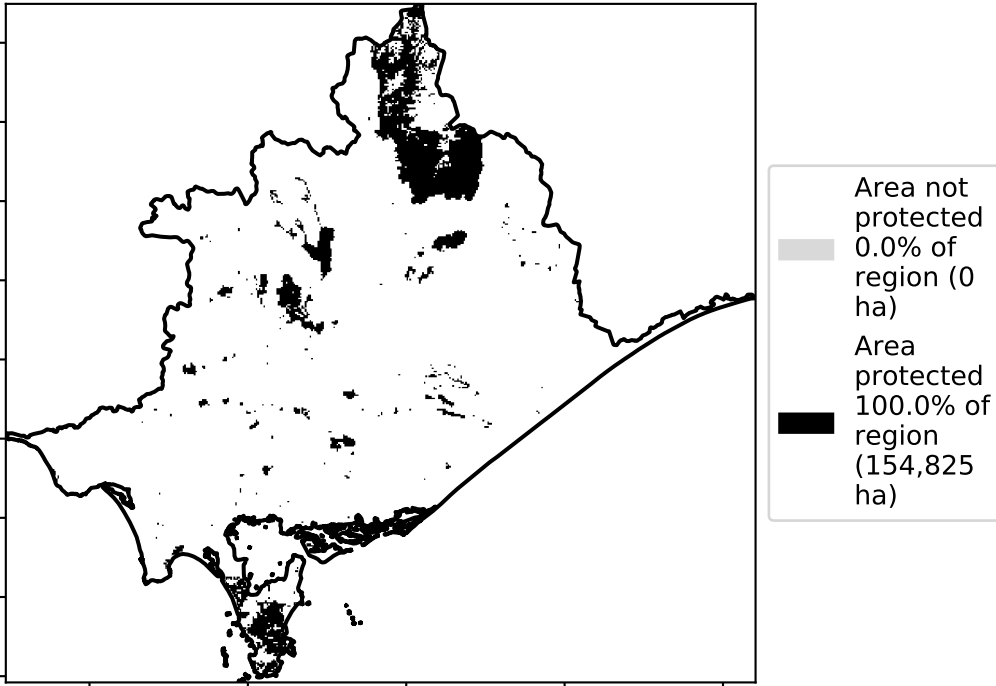 Area not
protected
0.0% of
region (0
ha)
Area
protected
100.0% of
region
(154,825
ha)